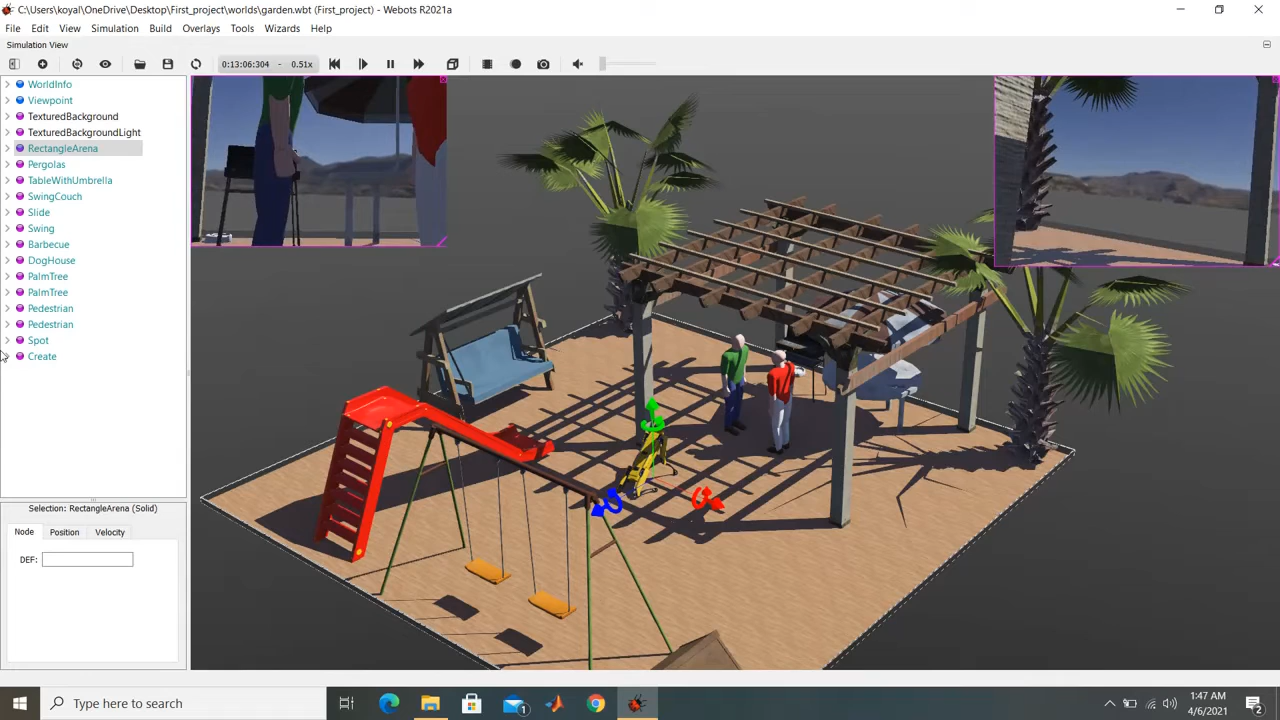 C:\Users\koyal\OneDrive\Desktop\First_project\worlds\garden.wbt (First_project) - Webots R2021a
File Edit View Simulation Build Overlays Tools Wizards Help
Simulation View
0:13:06:304 - 0.51x
WorldInfo
Viewpoint
TexturedBackground
TexturedBackgroundLight
RectangleArena
Pergolas
TableWithUmbrella
SwingCouch
Slide
Swing
Barbecue
DogHouse
PalmTree
PalmTree
Pedestrian
Pedestrian
Spot
Create
Selection: RectangleArena (Solid)
Node Position Velocity
DEF:
Type here to search
1
1:47 AM
4/6/2021
2